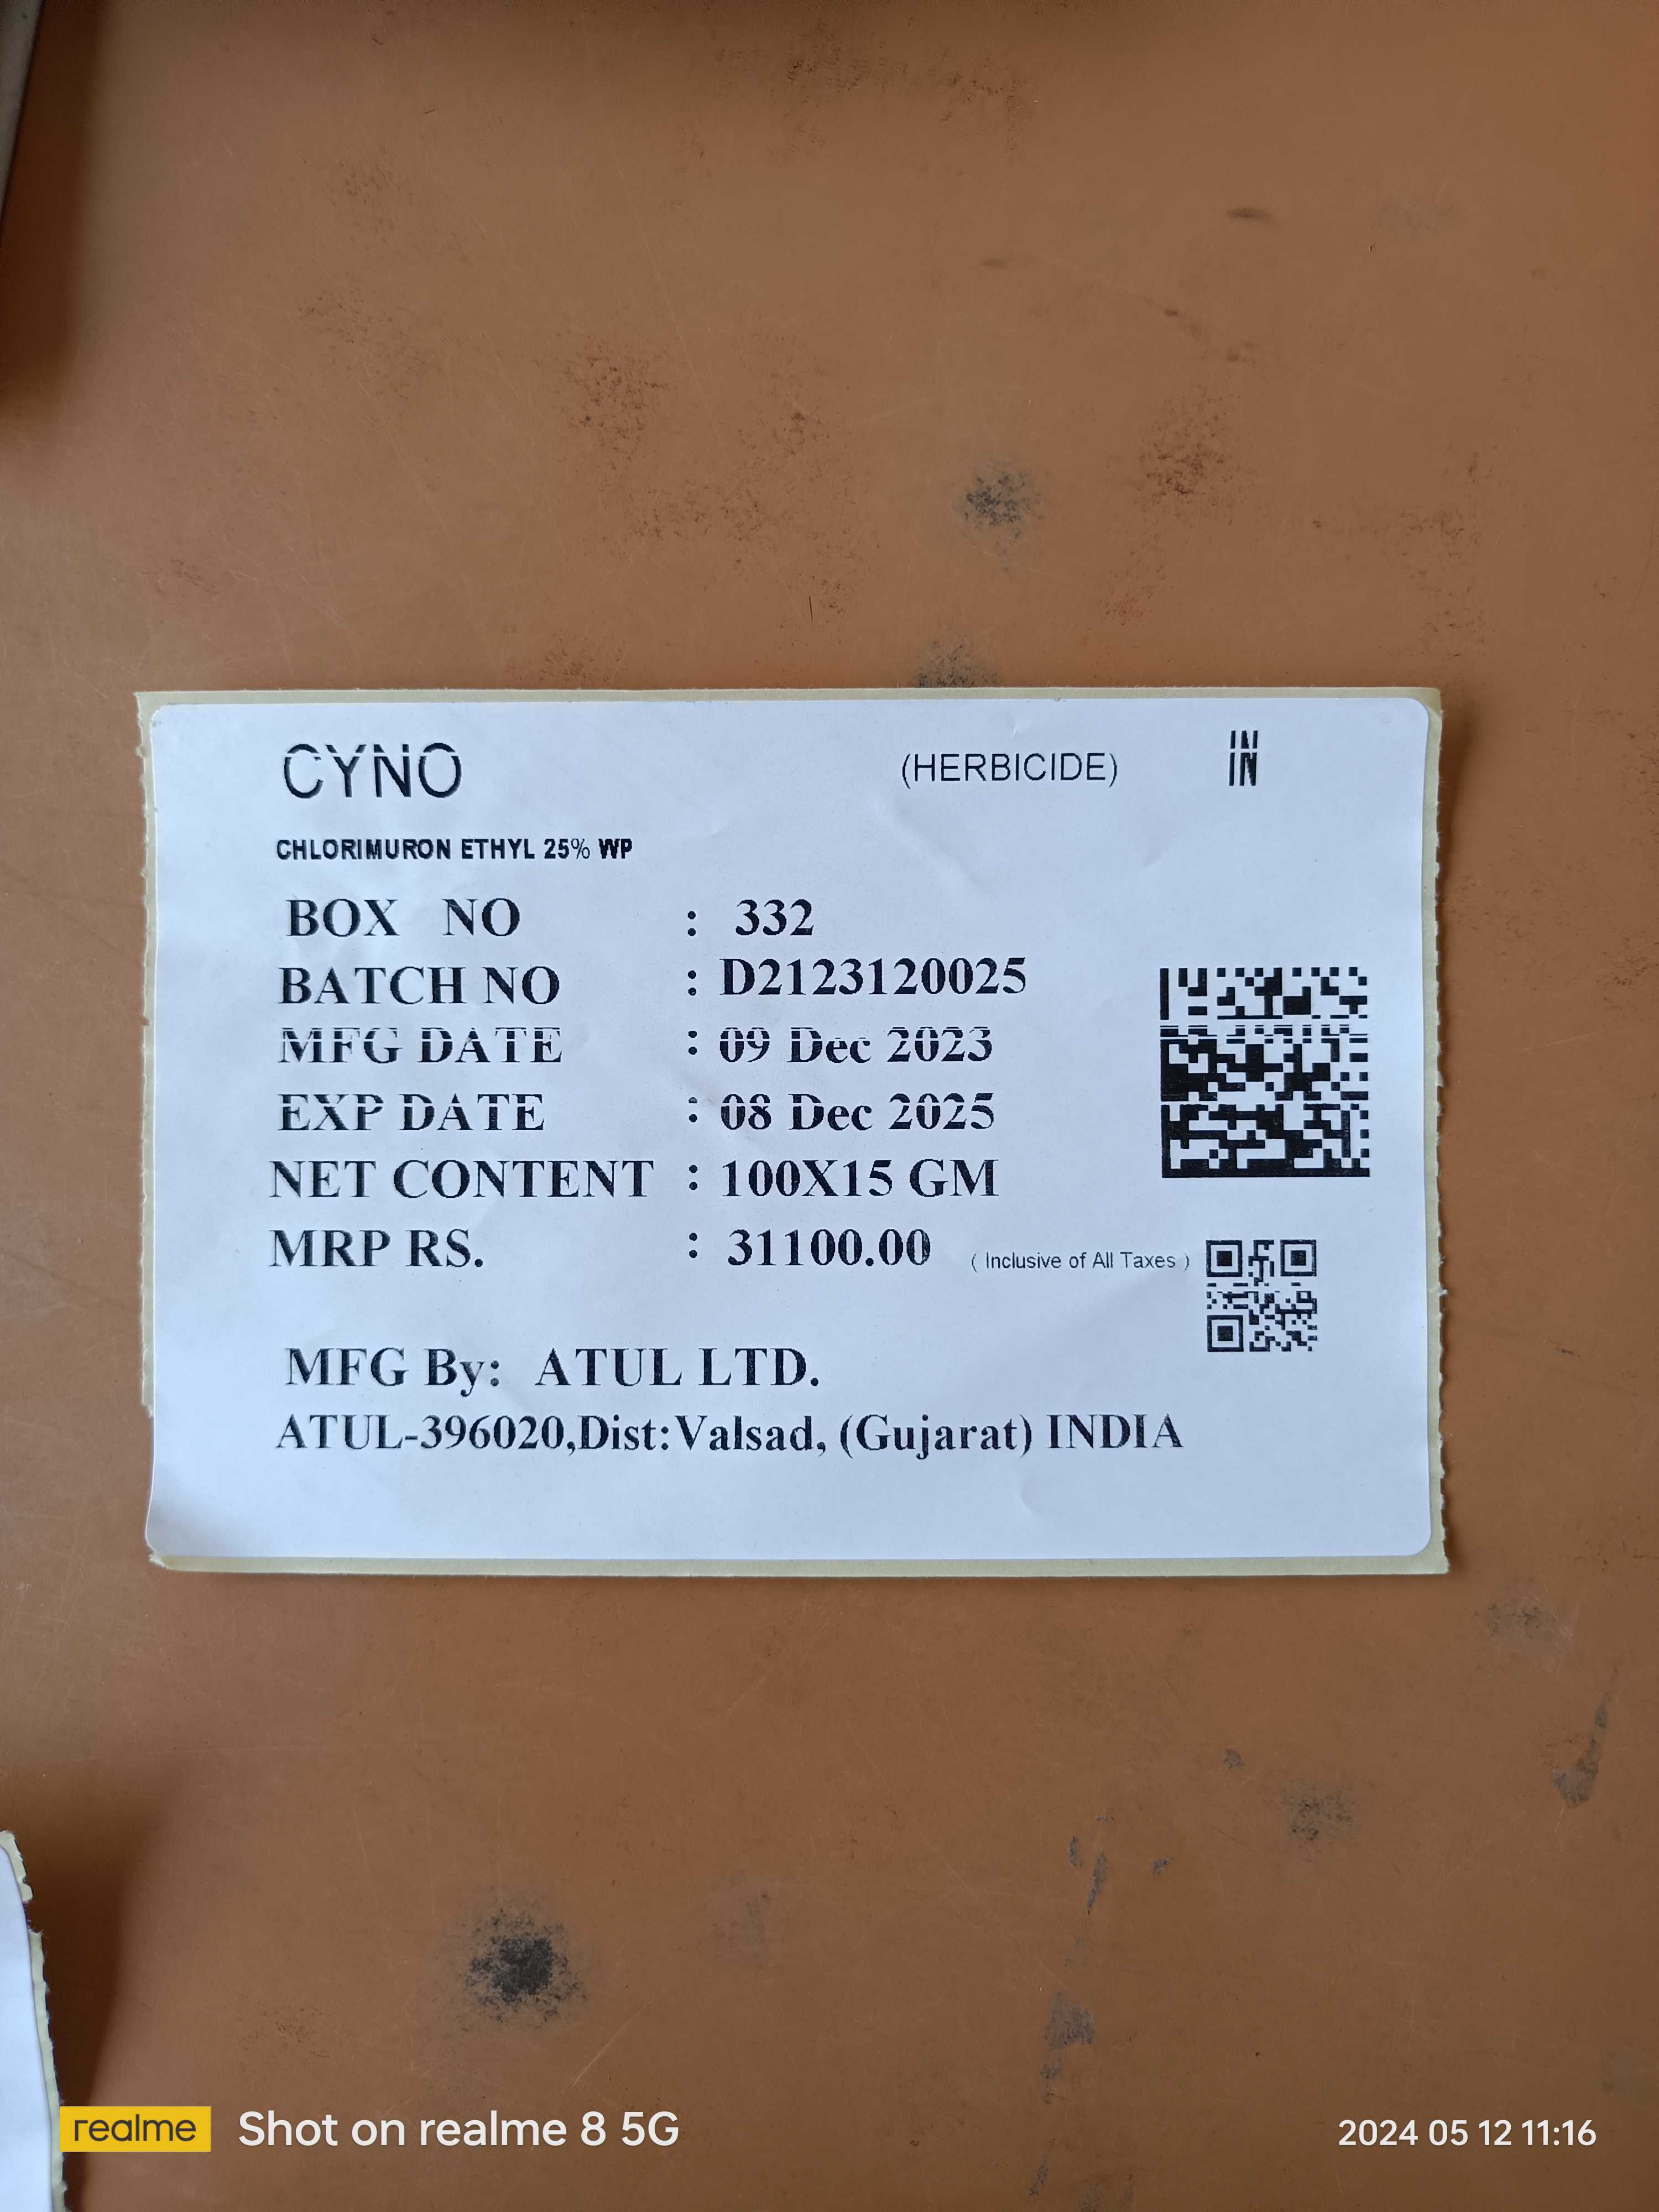 CYNO (HERBICIDE) IN
CHLORIMURON ETHYL 25% WP
BOX NO : 332
BATCH NO : D2123120025
MFG DATE : 09 Dec 2023
EXP DATE : 08 Dec 2025
NET CONTENT : 100X15 GM
MRP RS. : 31100.00 ( Inclusive of All Taxes )
MFG By: ATUL LTD.
ATUL-396020,Dist:Valsad, (Gujarat) INDIA
realme Shot on realme 8 5G 2024 05 12 11:16